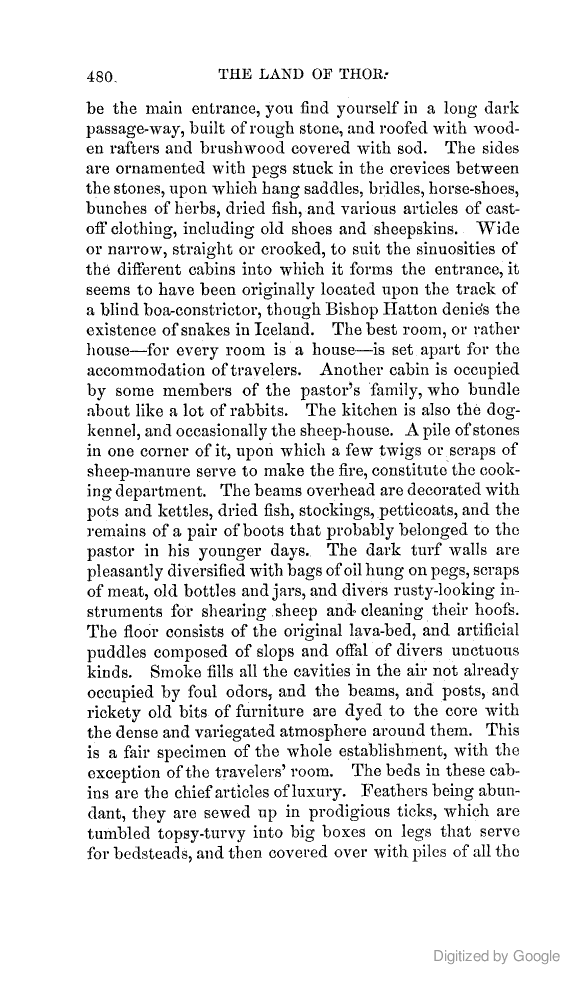 480. THE LAND OF THOR:
be the main entrance, you find yourself in a long dark
passage-way, built of rough stone, and roofed with wood-
en rafters and brushwood covered with sod. The sides
are ornamented with pegs stuck in the crevices between
the stones, upon which hang saddles, bridles, horse-shoes,
bunches of herbs, dried fish, and various articles of cast-
off clothing, including old shoes and sheepskins. Wide
or narrow, straight or crooked, to suit the sinuosities of
the different cabins into which it forms the entrance, it
seems to have been originally located upon the track of
a blind boa-constrictor, though Bishop Hatton denies the
existence of snakes in Iceland. The best room, or rather
house—for every room is a house—is set apart for the
accommodation of travelers. Another cabin is occupied
by some members of the pastor's family, who bundle
about like a lot of rabbits. The kitchen is also the dog-
kennel, and occasionally the sheep-house. A pile of stones
in one corner of it, upon which a few twigs or scraps of
sheep-manure serve to make the fire, constitute the cook-
ing department. The beams overhead are decorated with
pots and kettles, dried fish, stockings, petticoats, and the
remains of a pair of boots that probably belonged to the
pastor in his younger days. The dark turf walls are
pleasantly diversified with bags of oil hung on pegs, scraps
of meat, old bottles and jars, and divers rusty-looking in-
struments for shearing sheep and cleaning their hoofs.
The floor consists of the original lava-bed, and artificial
puddles composed of slops and offal of divers unctuous
kinds. Smoke fills all the cavities in the air not already
occupied by foul odors, and the beams, and posts, and
rickety old bits of furniture are dyed to the core with
the dense and variegated atmosphere around them. This
is a fair specimen of the whole establishment, with the
exception of the travelers' room. The beds in these cab-
ins are the chief articles of luxury. Feathers being abun-
dant, they are sewed up in prodigious ticks, which are
tumbled topsy-turvy into big boxes on legs that serve
for bedsteads, and then covered over with piles of all the
Digitized by Google